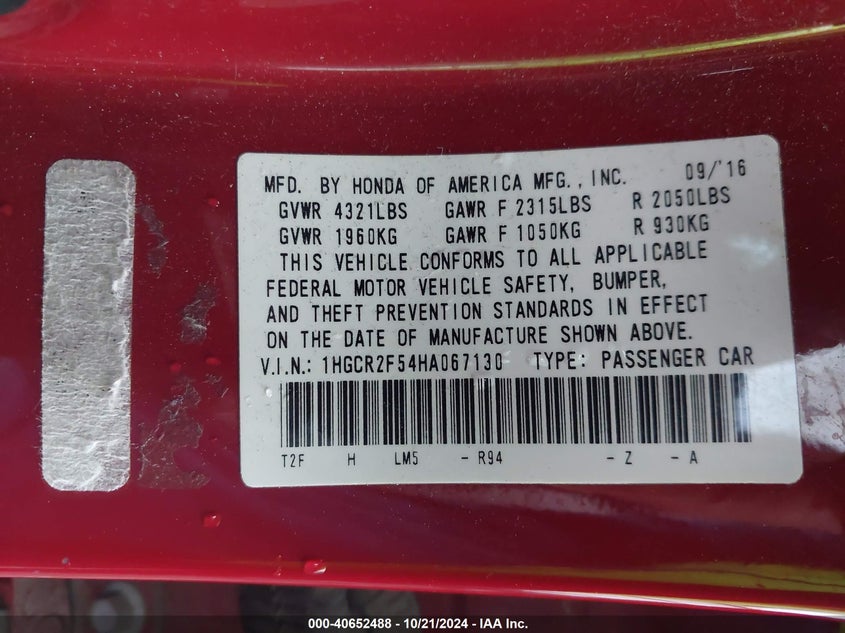 MFD. BY HONDA OF AMERICA MFG., INC. 09/'16
GVWR 4321LBS GAWR F 2315LBS R 2050LBS
GVWR 1960KG GAWR F 1050KG R 930KG
THIS VEHICLE CONFORMS TO ALL APPLICABLE
FEDERAL MOTOR VEHICLE SAFETY, BUMPER,
AND THEFT PREVENTION STANDARDS IN EFFECT
ON THE DATE OF MANUFACTURE SHOWN ABOVE.
V.I.N.: 1HGCR2F54HA067130 TYPE: PASSENGER CAR
T2F H LM5 - R94 - Z - A
000-40652488 - 10/21/2024 - IAA Inc.